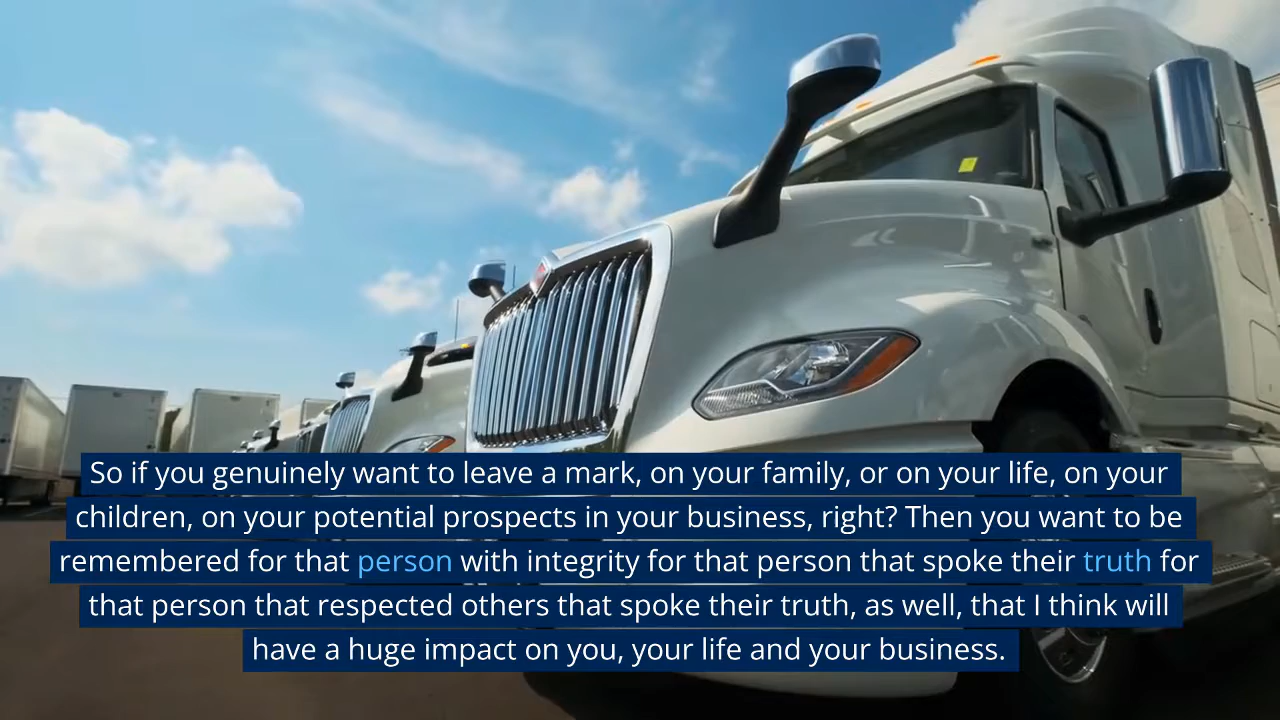 So if you genuinely want to leave a mark, on your family, or on your life, on your
children, on your potential prospects in your business, right? Then you want to be
remembered for that person with integrity for that person that spoke their truth for
that person that respected others that spoke their truth, as well, that I think will
have a huge impact on you, your life and your business.